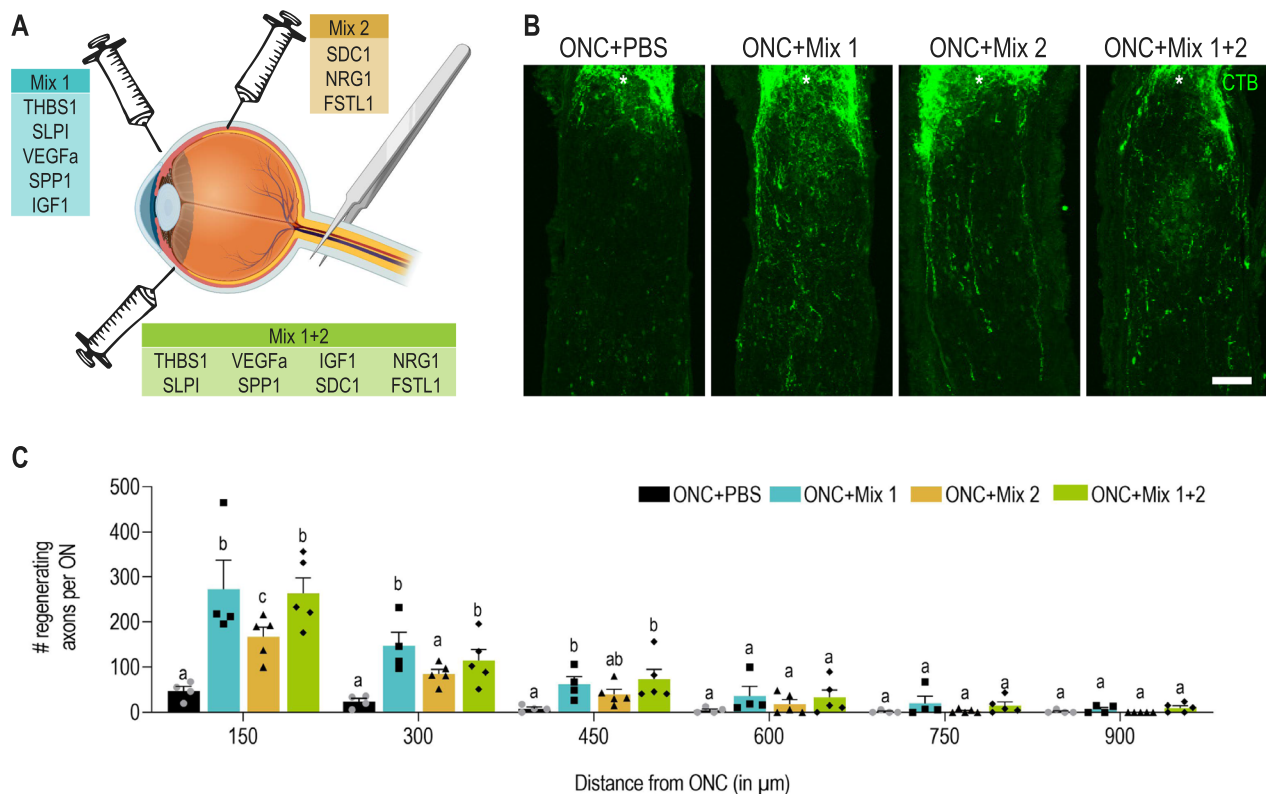 A
Mix 1
THBS1
SLPI
VEGFa
SPP1
IGF1
Mix 2
SDC1
NRG1
FSTL1
Mix 1+2
THBS1 VEGFa IGF1 NRG1
SLPI SPP1 SDC1 FSTL1
B
ONC+PBS ONC+Mix 1 ONC+Mix 2 ONC+Mix 1+2
* * * * CTB
C
# regenerating
axons per ON
500
400
300
200
100
0
ONC+PBS ONC+Mix 1 ONC+Mix 2 ONC+Mix 1+2
a b c b
a b a b
a b ab b
a a a a
a a a a
a a a a
150 300 450 600 750 900
Distance from ONC (in µm)